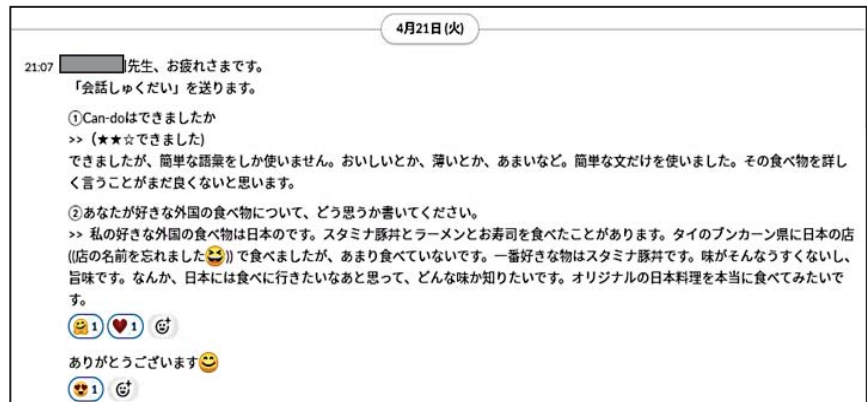 4月21日(火)
21:07 先生、お疲れさまです。
「会話しゅくだい」を送ります。
①Can-doはできましたか
>>（★★☆できました)
できましたが、簡単な語彙をしか使いません。おいしいとか、薄いとか、あまいなど。簡単な文だけを使いました。その食べ物を詳し
く言うことがまだ良くないと思います。
②あなたが好きな外国の食べ物について、どう思うか書いてください。
>> 私の好きな外国の食べ物は日本のです。スタミナ豚丼とラーメンとお寿司を食べたことがあります。タイのブンカーン県に日本の店
((店の名前を忘れました😆)) で食べましたが、あまり食べていないです。一番好きな物はスタミナ豚丼です。味がそんなうすくないし、
旨味です。なんか、日本には食べに行きたいなあと思って、どんな味か知りたいです。オリジナルの日本料理を本当に食べてみたいで
す。
🤗 1 ❤️ 1
ありがとうございます😊
😍 1